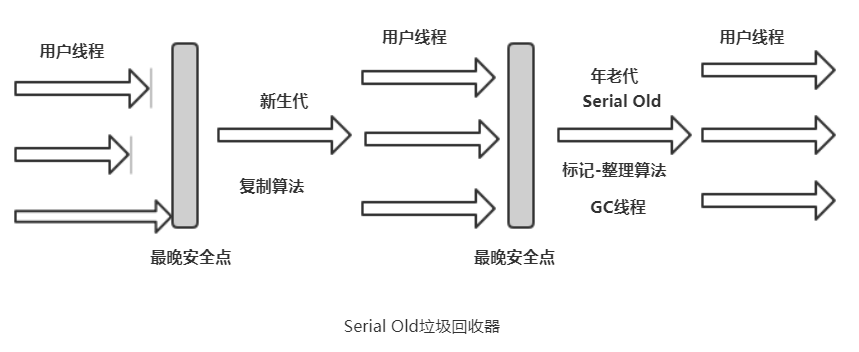 用户线程
用户线程
用户线程
新生代
复制算法
年老代
Serial Old
标记-整理算法
GC线程
最晚安全点
最晚安全点
Serial Old垃圾回收器